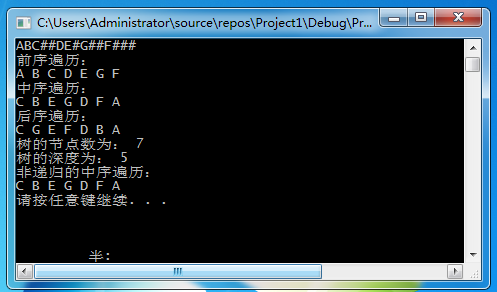 C:\Users\Administrator\source\repos\Project1\Debug\Pr...
ABC##DE#G##F###
前序遍历:
A B C D E G F
中序遍历:
C B E G D F A
后序遍历:
C G E F D B A
树的节点数为: 7
树的深度为: 5
非递归的中序遍历:
C B E G D F A
请按任意键继续. . .
半: